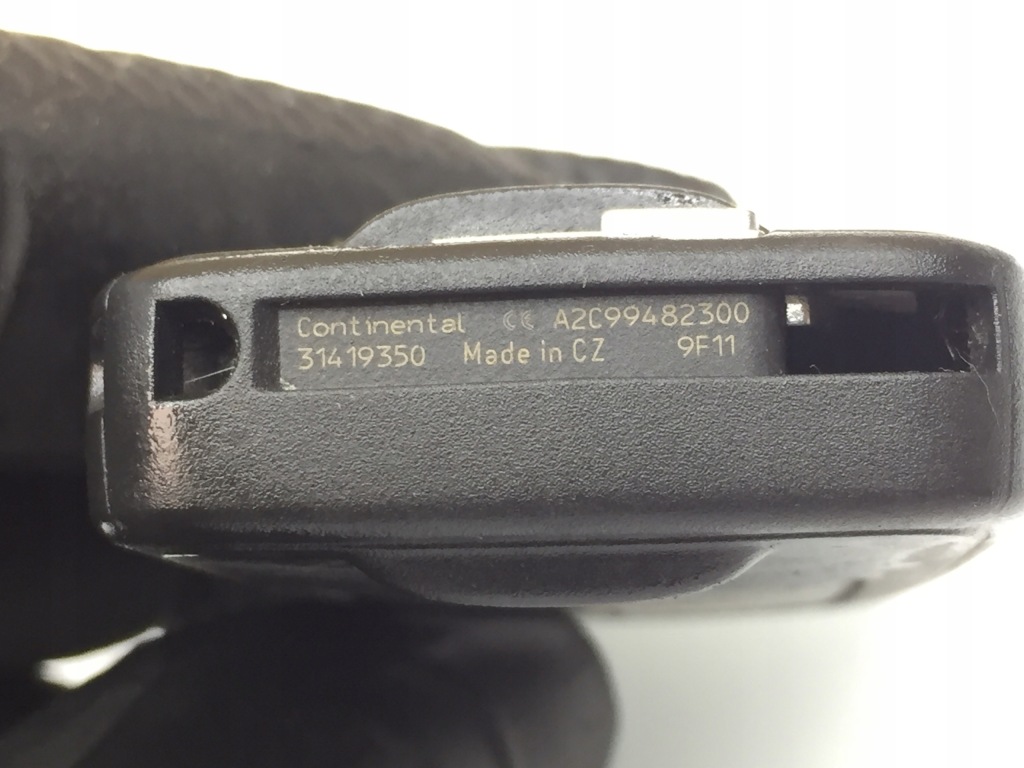 Continental CE A2C99482300
31419350 Made in CZ 9F11